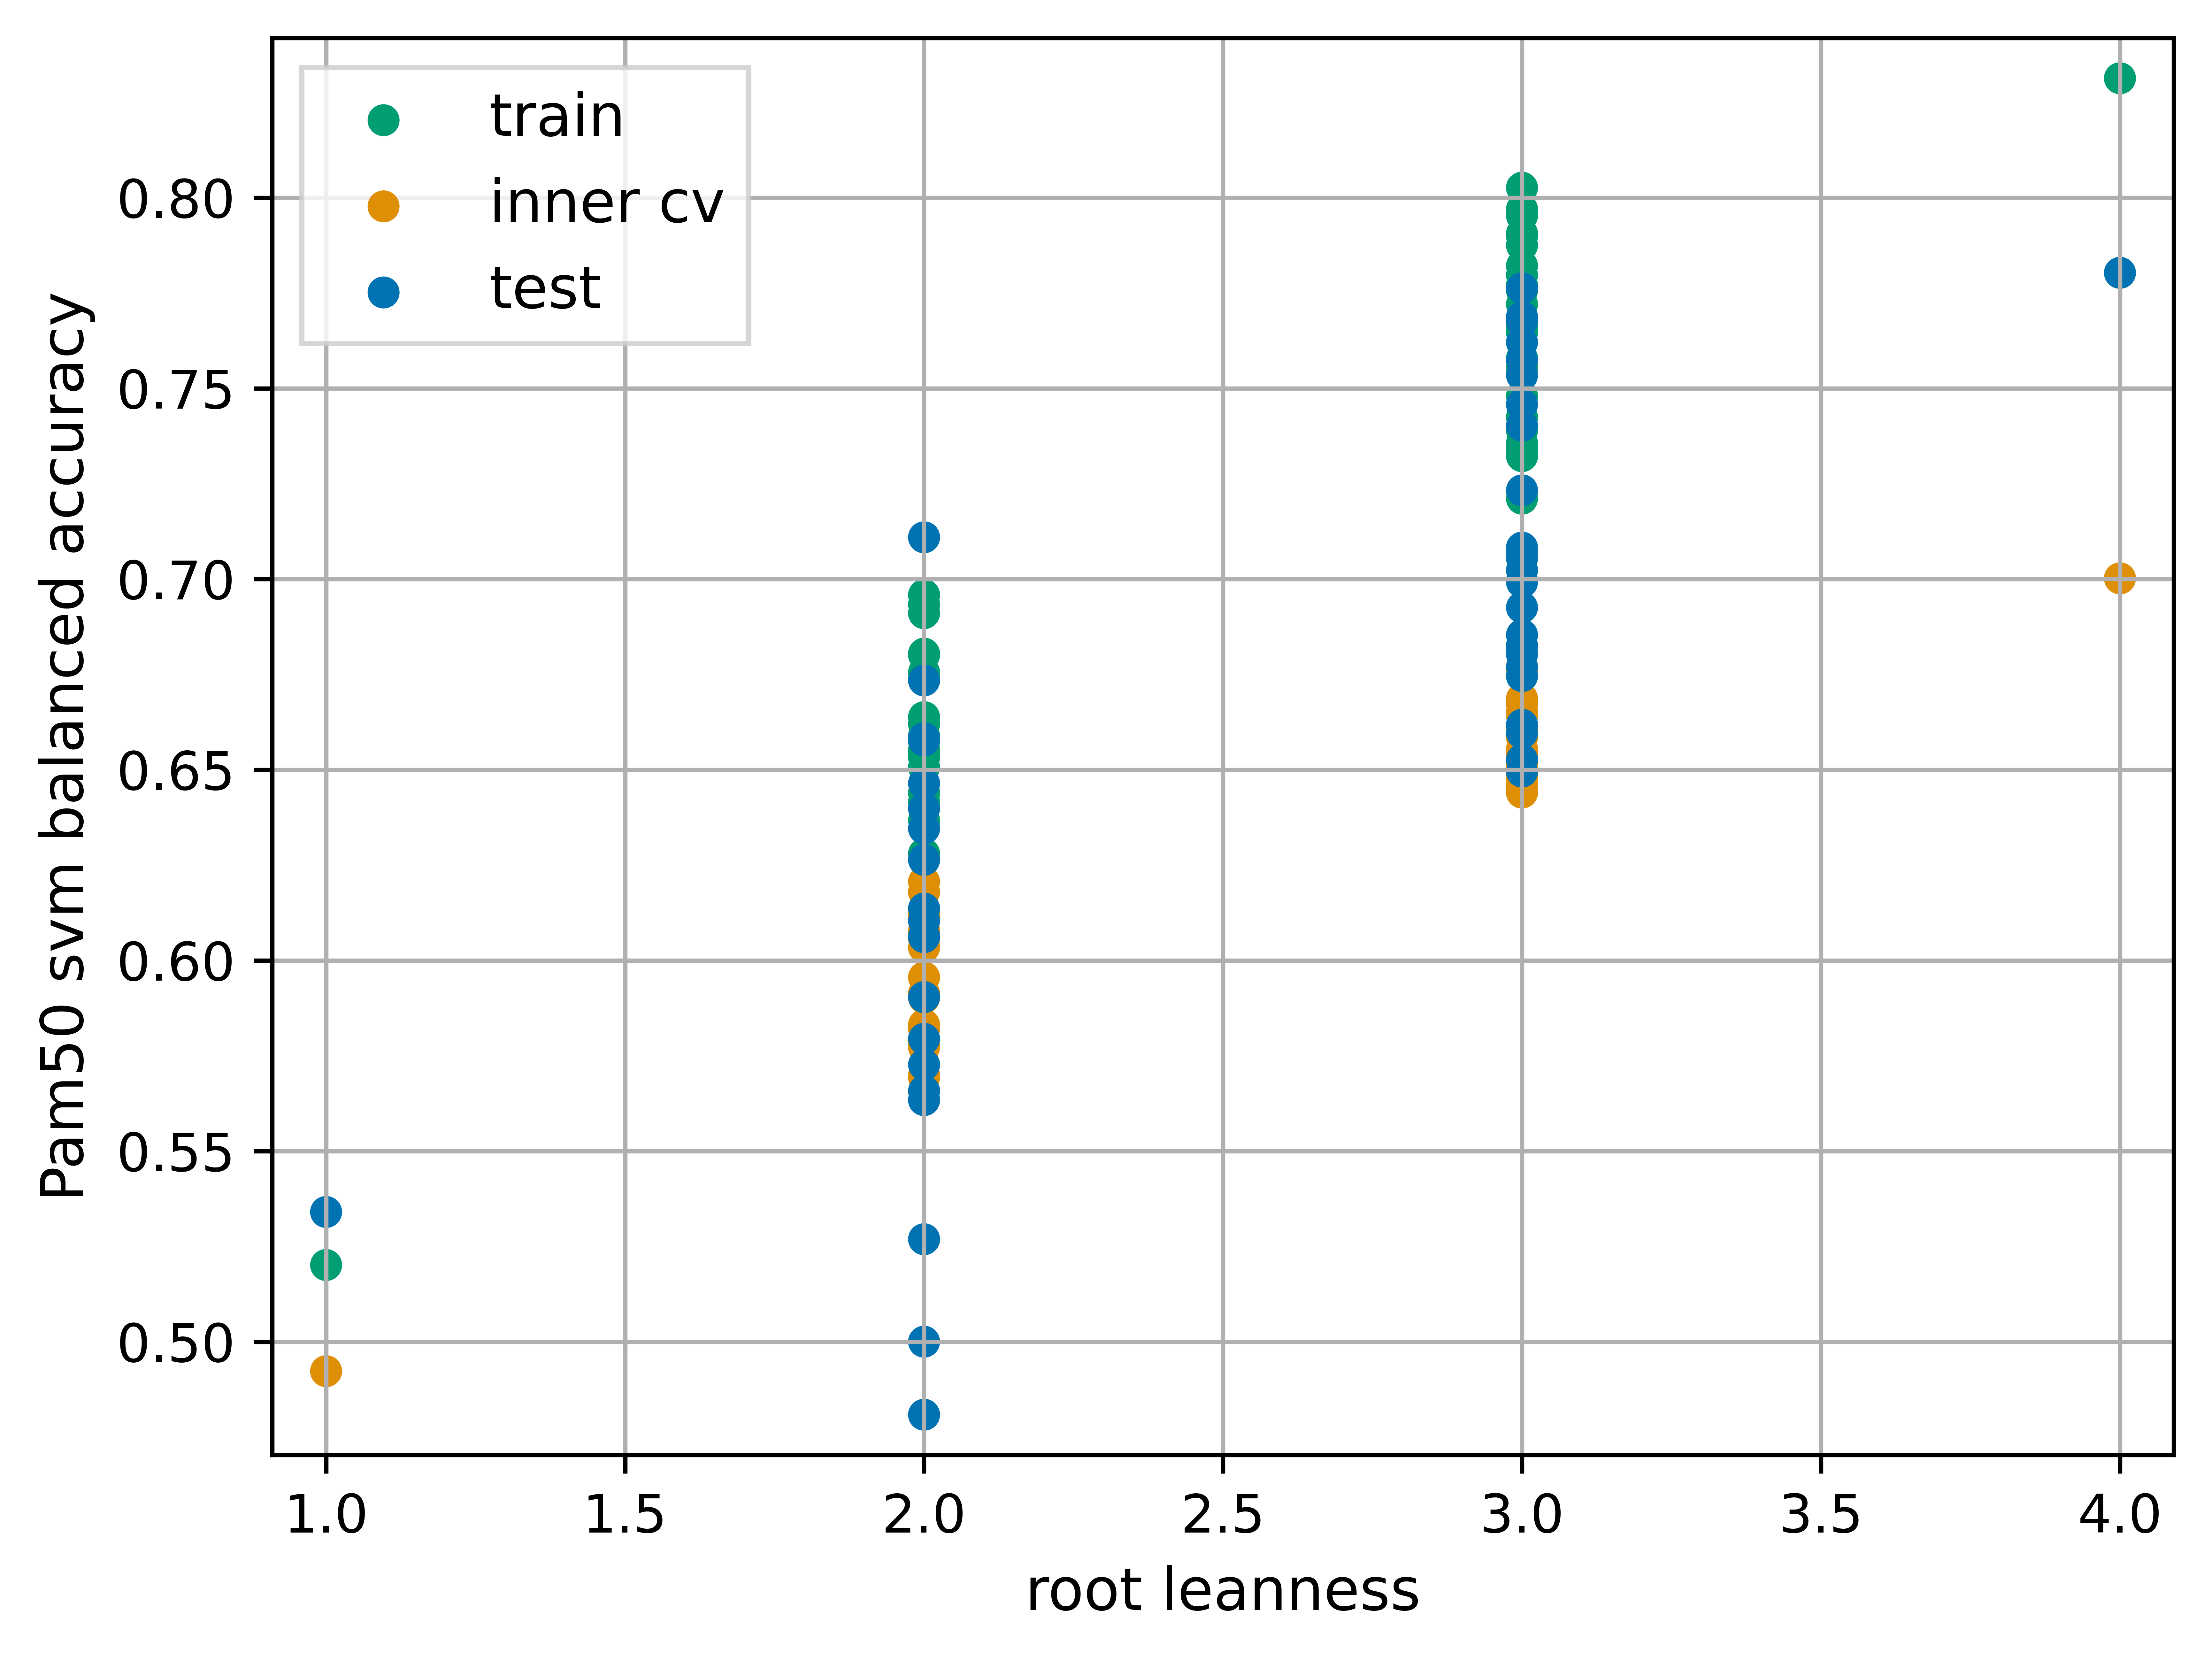 train
inner cv
test
Pam50 svm balanced accuracy
0.80
0.75
0.70
0.65
0.60
0.55
0.50
1.0 1.5 2.0 2.5 3.0 3.5 4.0
root leanness